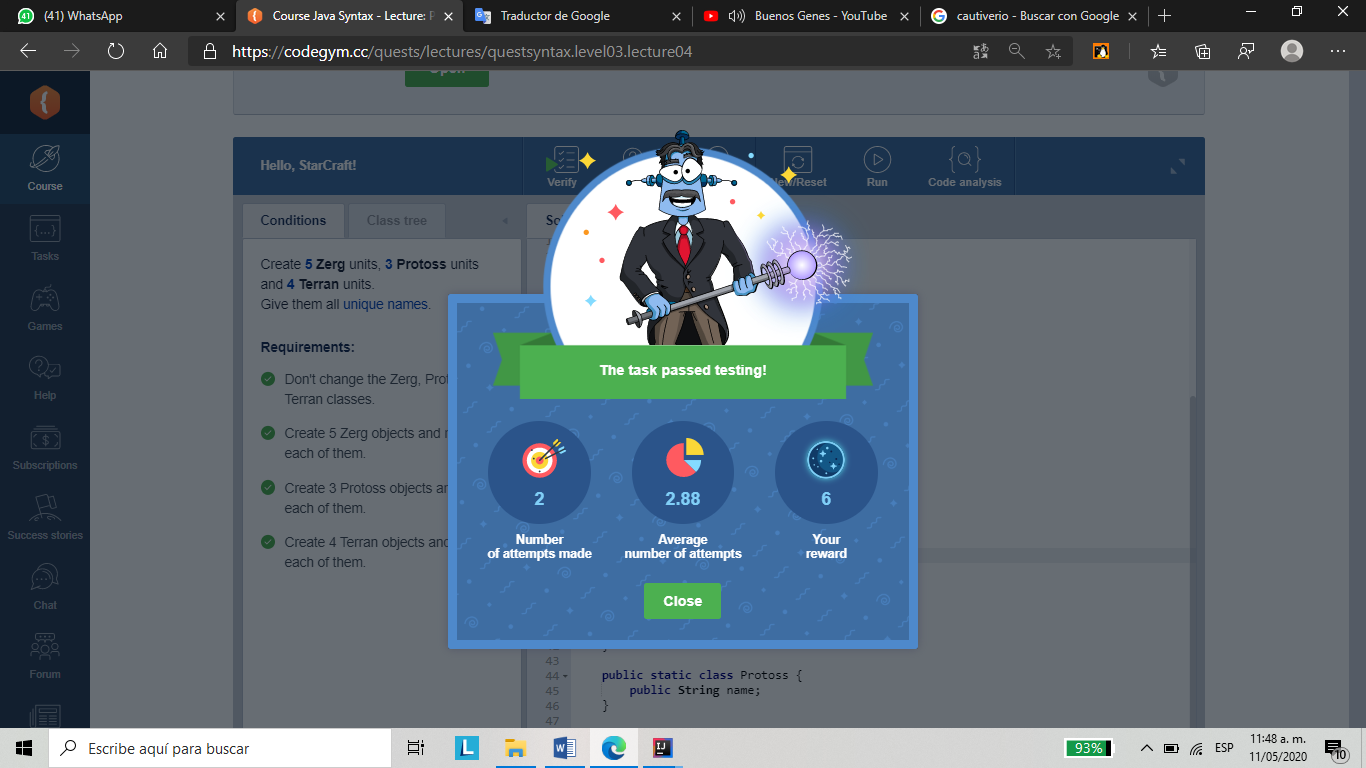 (41) WhatsApp
Course Java Syntax - Lecture: P
Traductor de Google
Buenos Genes - YouTube
cautiverio - Buscar con Google
https://codegym.cc/quests/lectures/questsyntax.level03.lecture04
Open
Course
Tasks
Games
Help
Subscriptions
Success stories
Chat
Forum
Hello, StarCraft!
Verify
New/Reset
Run
Code analysis
Conditions
Class tree
So
Create 5 Zerg units, 3 Protoss units
and 4 Terran units.
Give them all unique names.
Requirements:
Don't change the Zerg, Prot
Terran classes.
Create 5 Zerg objects and n
each of them.
Create 3 Protoss objects an
each of them.
Create 4 Terran objects and
each of them.
The task passed testing!
2
2.88
6
Number
of attempts made
Average
number of attempts
Your
reward
Close
43
44 public static class Protoss {
45 public String name;
46 }
47
Escribe aquí para buscar
93%
ESP
11:48 a. m.
11/05/2020
10